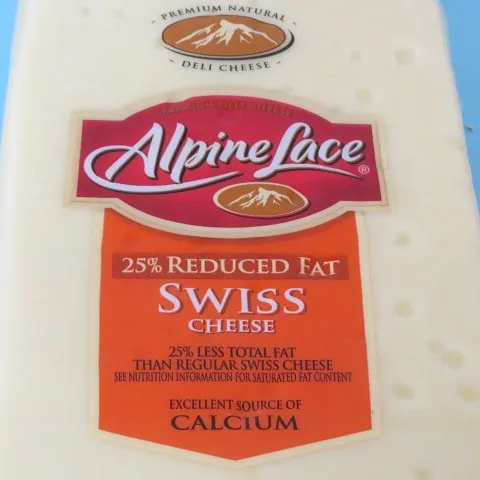 - PREMIUM NATURAL -
- DELI CHEESE -
Alpine Lace®
25% REDUCED FAT
SWISS
CHEESE
25% LESS TOTAL FAT
THAN REGULAR SWISS CHEESE
SEE NUTRITION INFORMATION FOR SATURATED FAT CONTENT
EXCELLENT SOURCE OF
CALCIUM